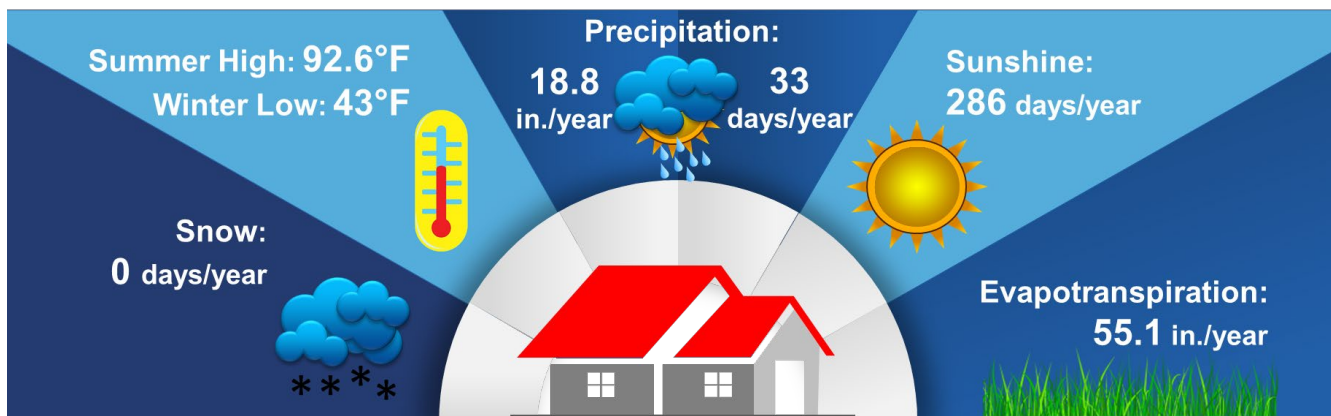 Snow:
0 days/year
Summer High: 92.6°F
Winter Low: 43°F
Precipitation:
18.8
in./year
33
days/year
Sunshine:
286 days/year
Evapotranspiration:
55.1 in./year